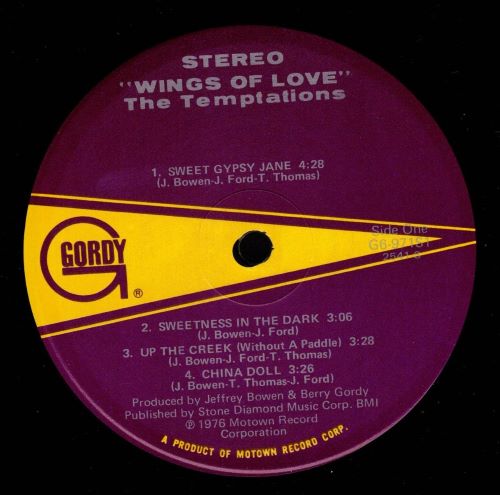 STEREO
"WINGS OF LOVE"
The Temptations
1. SWEET GYPSY JANE 4:28
(J. Bowen-J. Ford-T. Thomas)
GORDY
®
Side One
G6-971S1
2. SWEETNESS IN THE DARK 3:06
(J. Bowen-J. Ford)
3. UP THE CREEK (Without A Paddle) 3:28
(J. Bowen-J. Ford-T. Thomas)
4. CHINA DOLL 3:26
(J. Bowen-T. Thomas-J. Ford)
Produced by Jeffrey Bowen & Berry Gordy
Published by Stone Diamond Music Corp. BMI
℗ 1976 Motown Record
Corporation
A PRODUCT OF MOTOWN RECORD CORP.